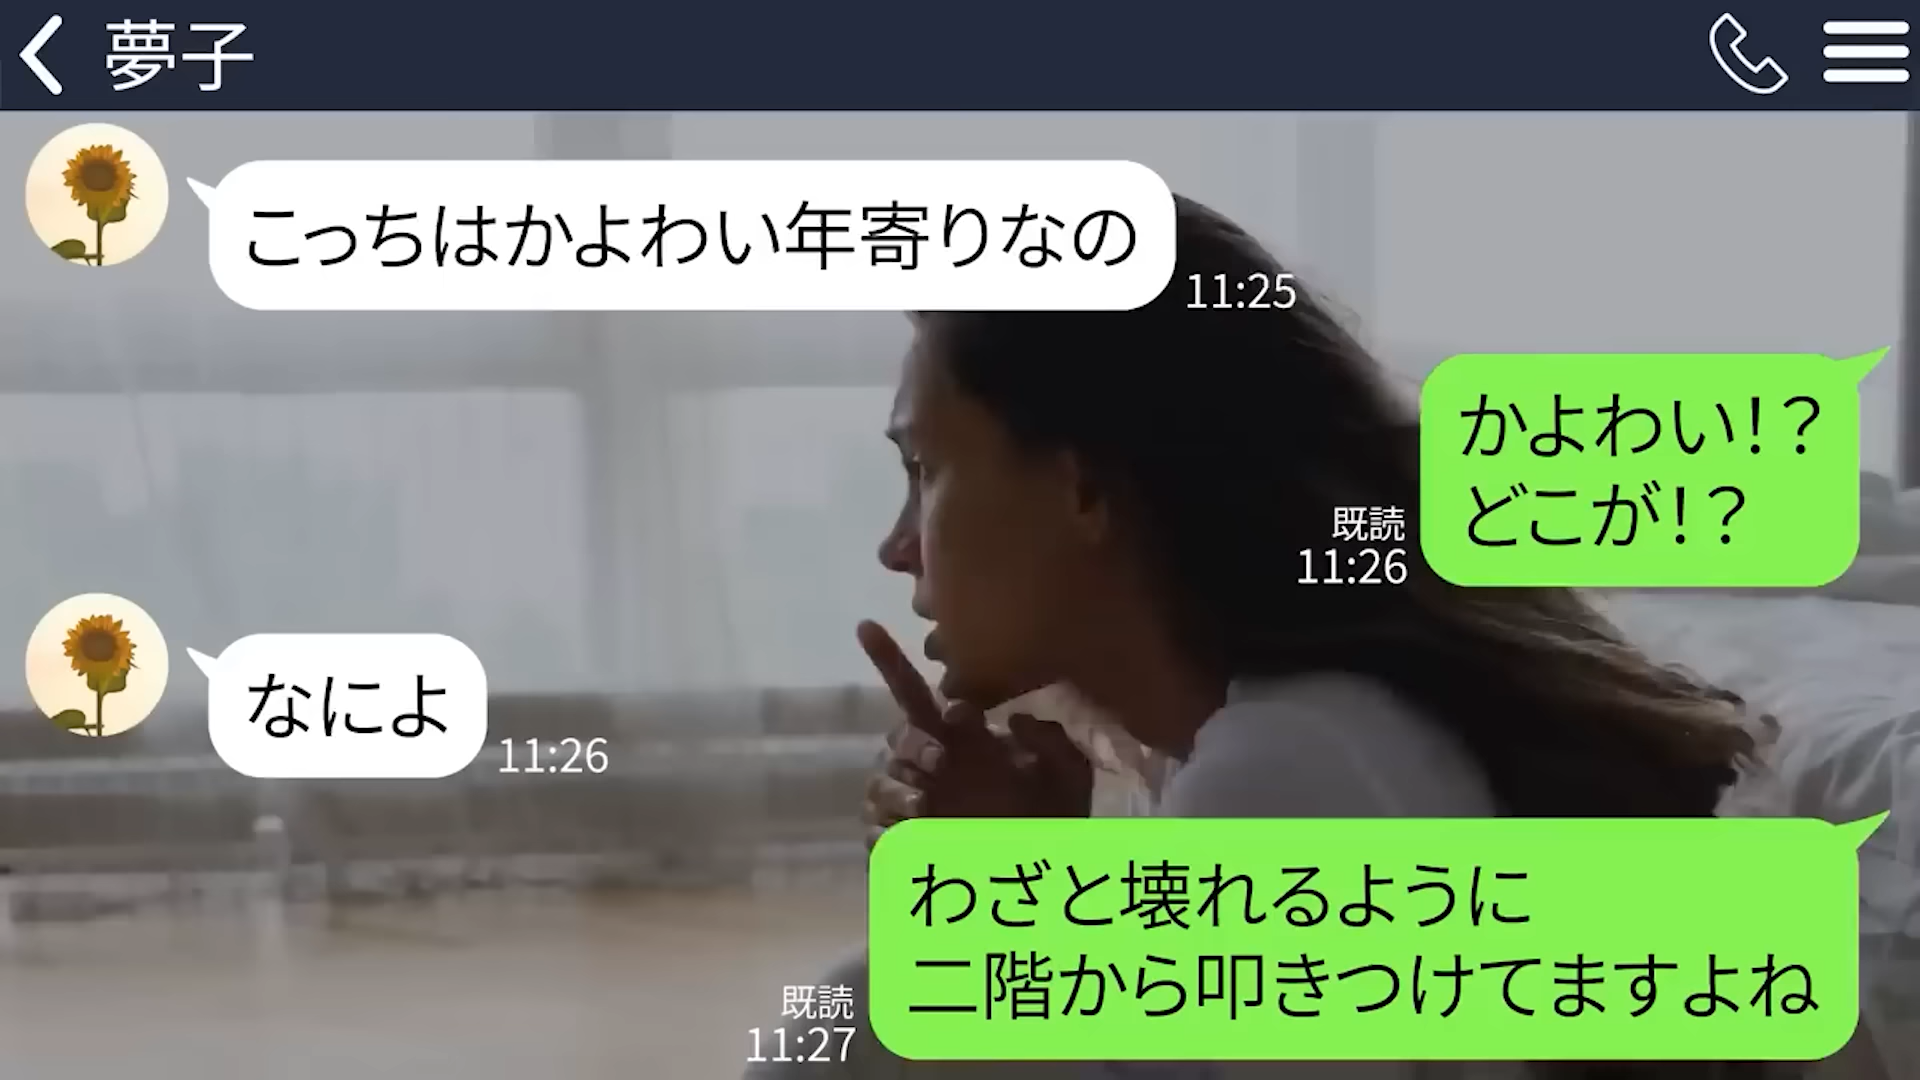 夢子
こっちはかよわい年寄りなの
11:25
かよわい！？
どこが！？
既読
11:26
なによ
11:26
わざと壊れるように
二階から叩きつけてますよね
既読
11:27